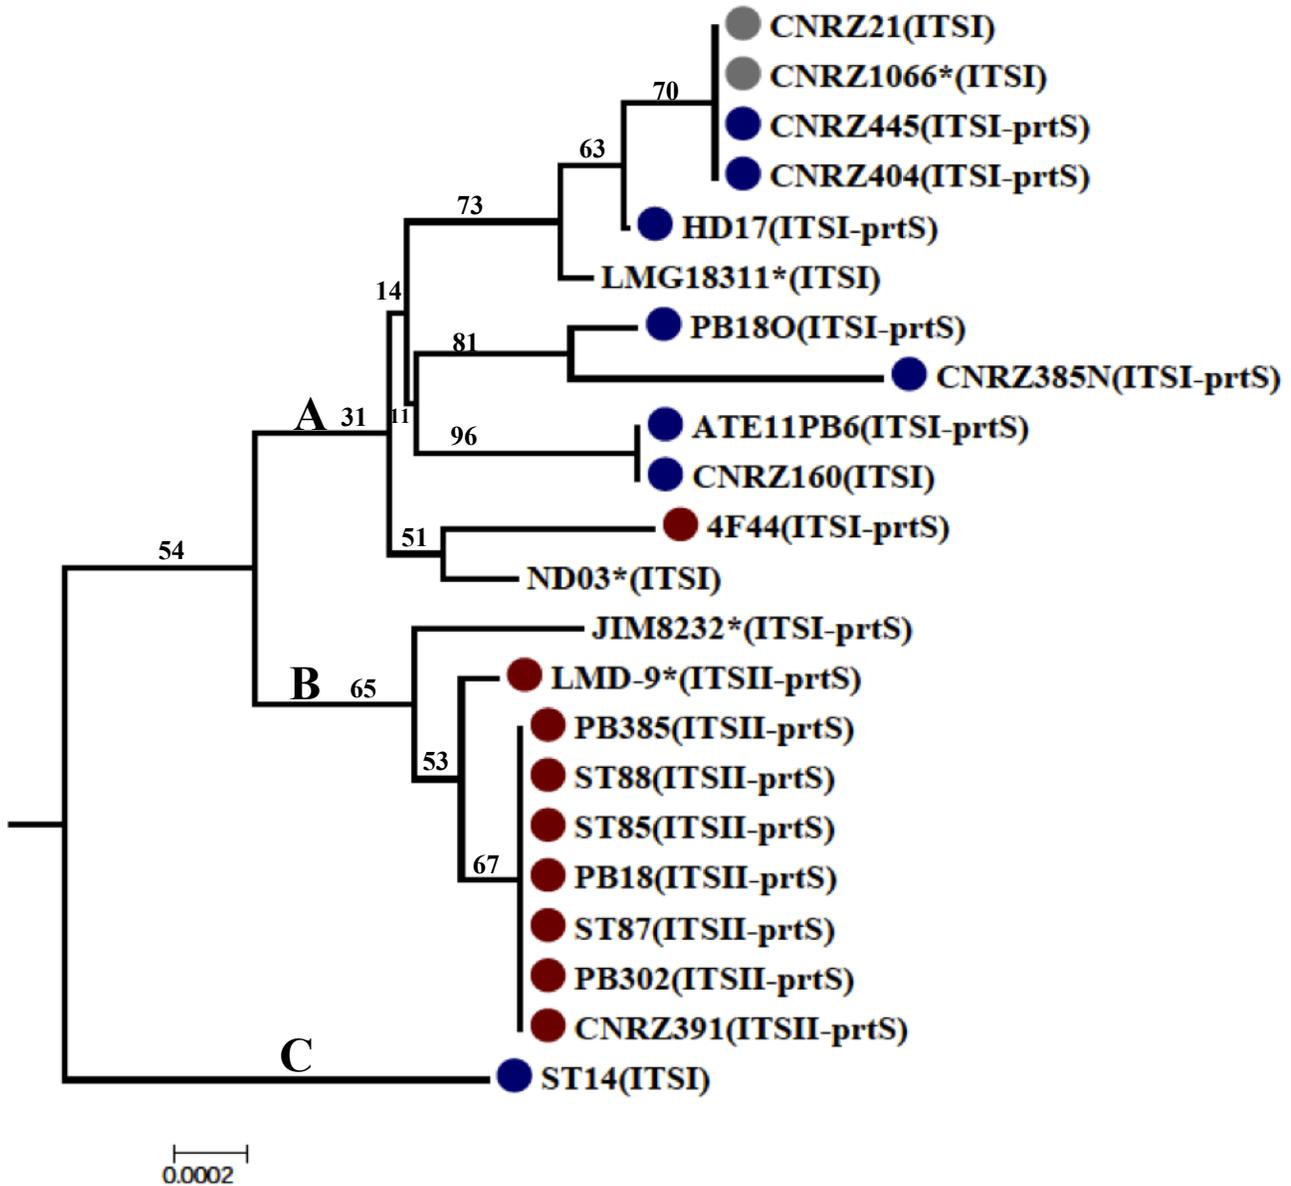 CNRZ21(ITSI)
CNRZ1066*(ITSI)
70
CNRZ445(ITSI-prtS)
63
CNRZ404(ITSI-prtS)
73
HD17(ITSI-prtS)
LMG18311*(ITSI)
14
PB18O(ITSI-prtS)
81
CNRZ385N(ITSI-prtS)
A 31 11
ATE11PB6(ITSI-prtS)
96
CNRZ160(ITSI)
4F44(ITSI-prtS)
51
54
ND03*(ITSI)
JIM8232*(ITSI-prtS)
B 65
LMD-9*(ITSII-prtS)
PB385(ITSII-prtS)
53
ST88(ITSII-prtS)
ST85(ITSII-prtS)
67
PB18(ITSII-prtS)
ST87(ITSII-prtS)
PB302(ITSII-prtS)
CNRZ391(ITSII-prtS)
C
ST14(ITSI)
0.0002